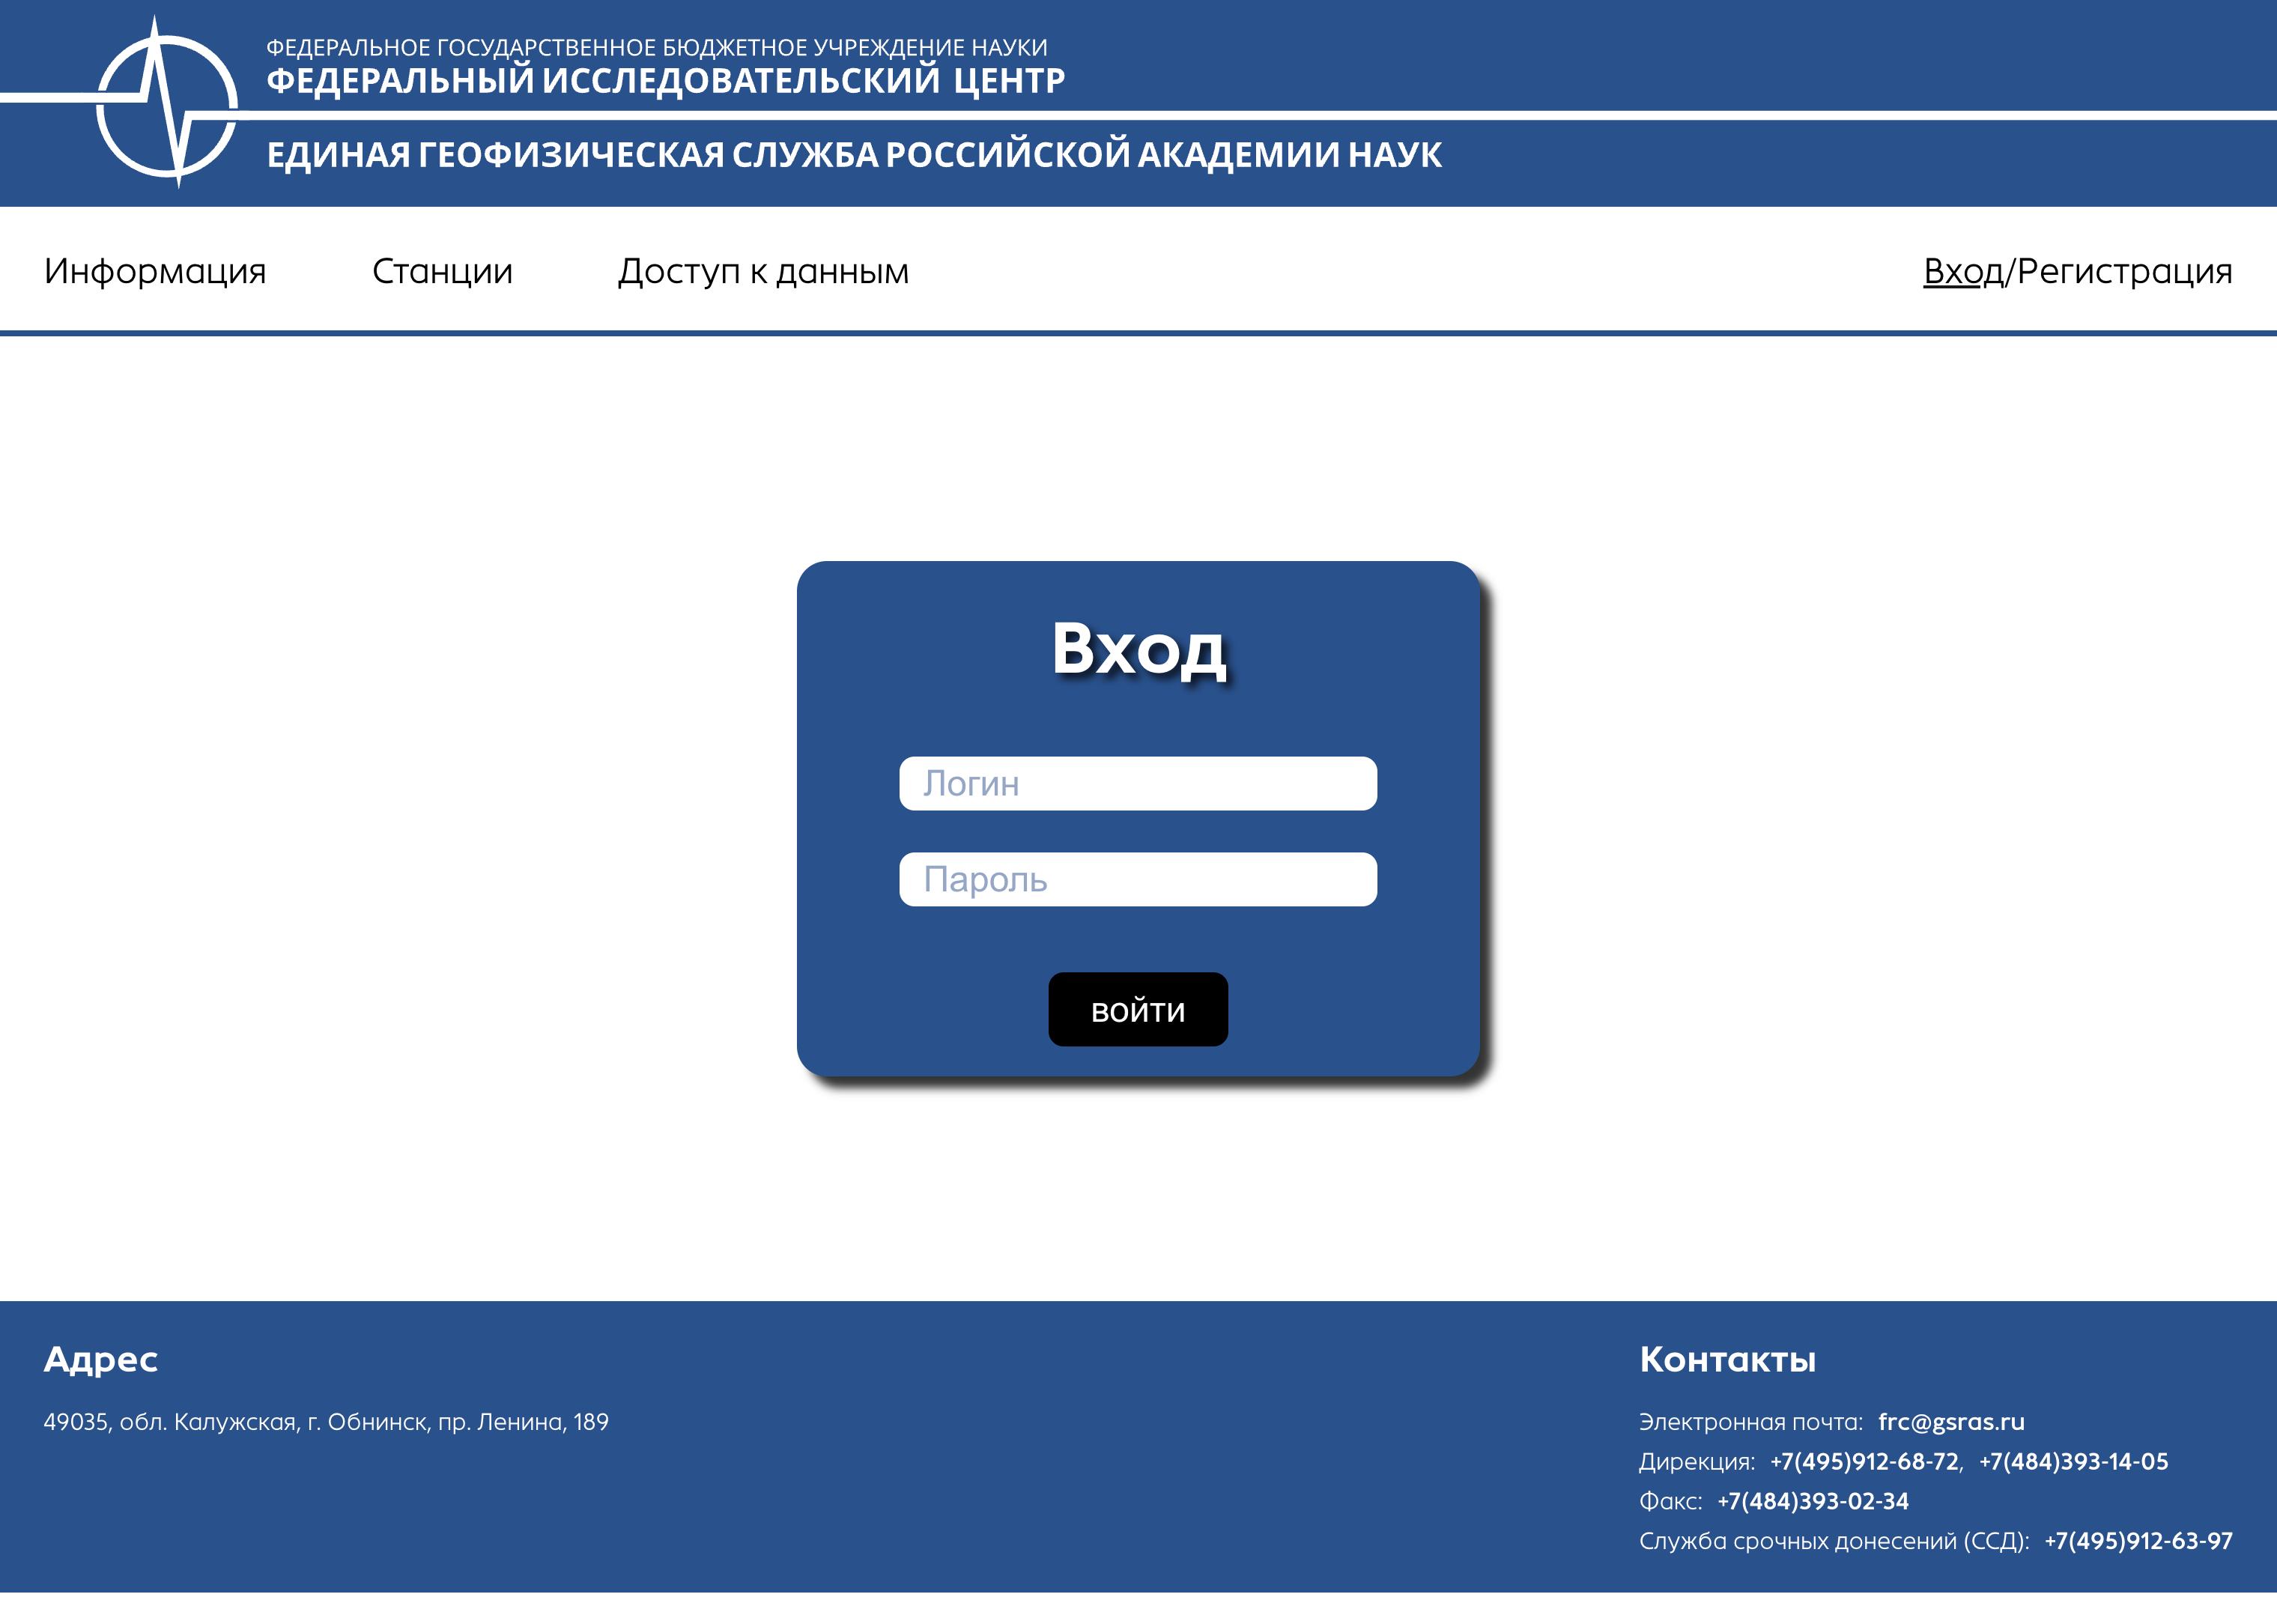 ФЕДЕРАЛЬНОЕ ГОСУДАРСТВЕННОЕ БЮДЖЕТНОЕ УЧРЕЖДЕНИЕ НАУКИ
ФЕДЕРАЛЬНЫЙ ИССЛЕДОВАТЕЛЬСКИЙ ЦЕНТР
ЕДИНАЯ ГЕОФИЗИЧЕСКАЯ СЛУЖБА РОССИЙСКОЙ АКАДЕМИИ НАУК
Информация Станции Доступ к данным Вход/Регистрация
Вход
Логин
Пароль
войти
Адрес
49035, обл. Калужская, г. Обнинск, пр. Ленина, 189
Контакты
Электронная почта: frc@gsras.ru
Дирекция: +7(495)912-68-72, +7(484)393-14-05
Факс: +7(484)393-02-34
Служба срочных донесений (ССД): +7(495)912-63-97